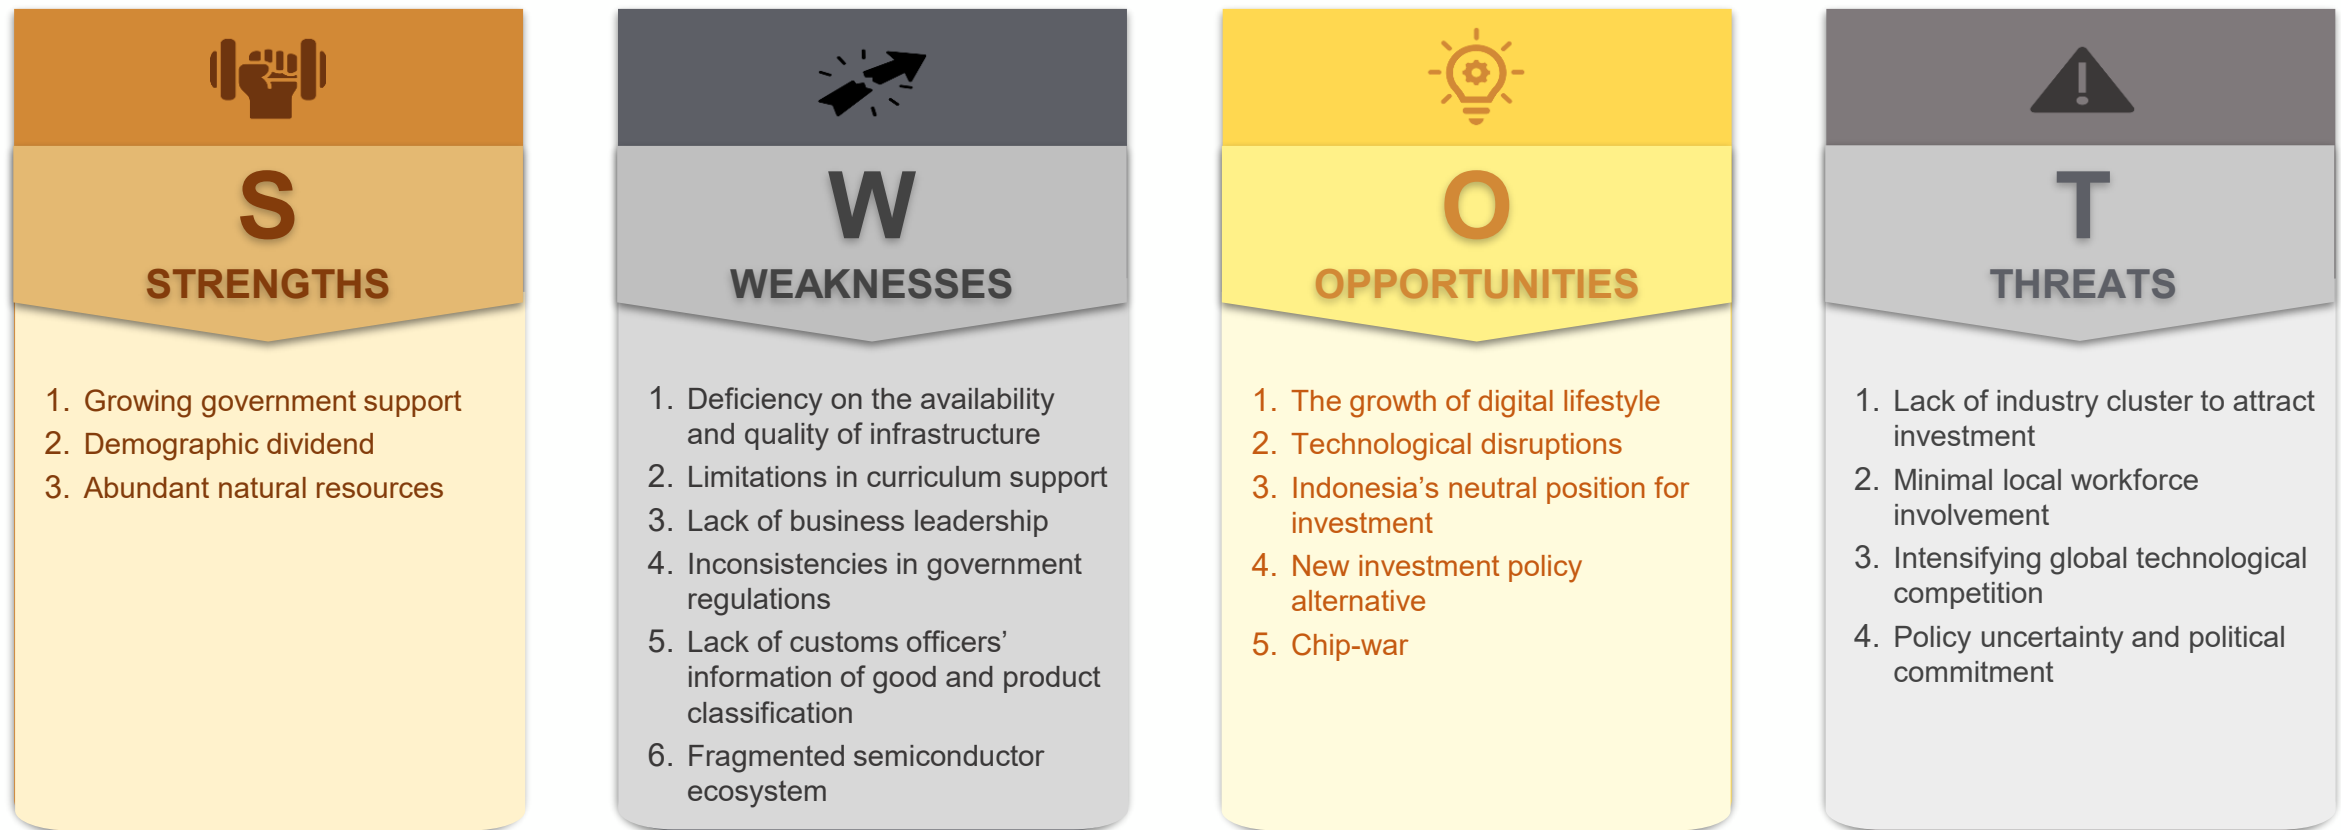 S
STRENGTHS
1. Growing government support
2. Demographic dividend
3. Abundant natural resources
W
WEAKNESSES
1. Deficiency on the availability
and quality of infrastructure
2. Limitations in curriculum support
3. Lack of business leadership
4. Inconsistencies in government
regulations
5. Lack of customs officers’
information of good and product
classification
6. Fragmented semiconductor
ecosystem
O
OPPORTUNITIES
1. The growth of digital lifestyle
2. Technological disruptions
3. Indonesia’s neutral position for
investment
4. New investment policy
alternative
5. Chip-war
T
THREATS
1. Lack of industry cluster to attract
investment
2. Minimal local workforce
involvement
3. Intensifying global technological
competition
4. Policy uncertainty and political
commitment